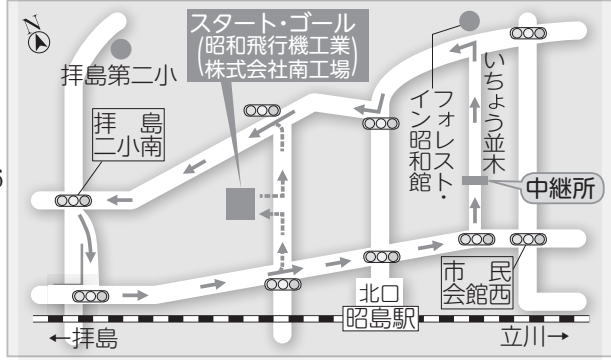 N
拝島第二小
スタート・ゴール
(昭和飛行機工業
株式会社南工場)
拝島
二小南
フォレスト・
イン昭和館
いちょう並木
中継所
市民
会館西
北口
昭島駅
←拝島
立川→
6